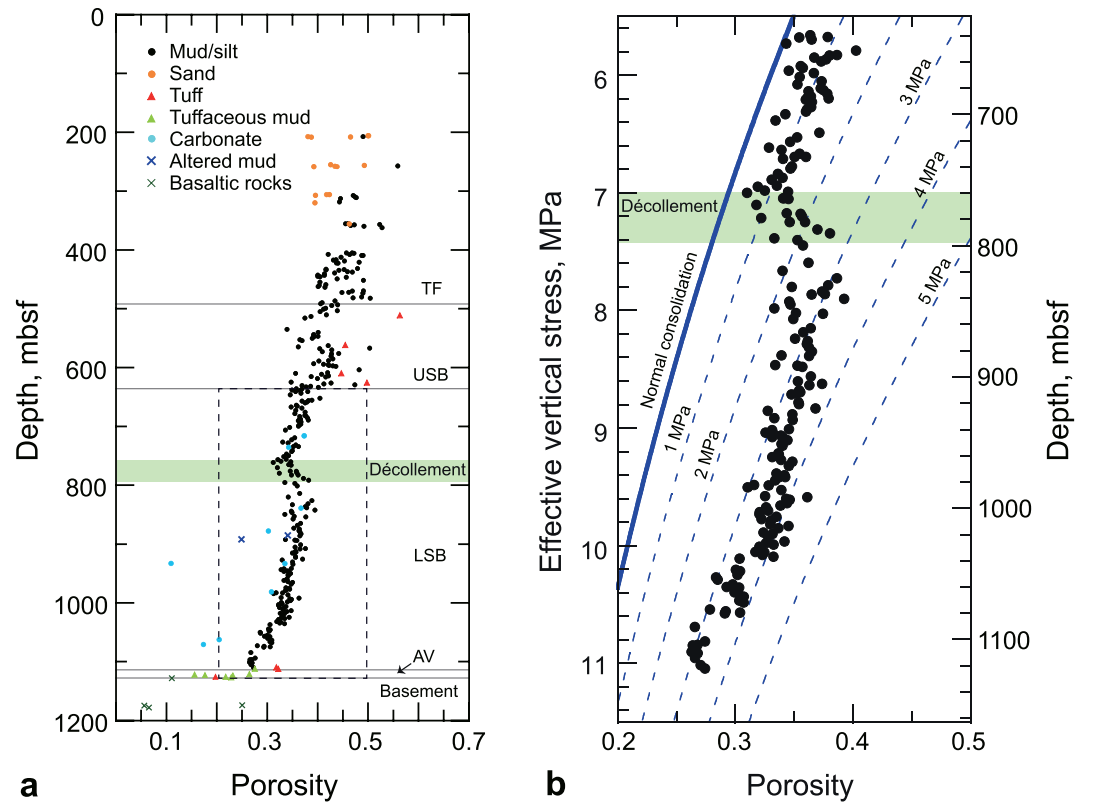 0
200
400
600
800
1000
1200
Depth, mbsf
Mud/silt
Sand
Tuff
Tuffaceous mud
Carbonate
Altered mud
Basaltic rocks
TF
USB
Décollement
LSB
AV
Basement
0.1 0.3 0.5 0.7
Porosity
a
6
7
8
9
10
11
Effective vertical stress, MPa
Décollement
Normal consolidation
1 MPa
2 MPa
3 MPa
4 MPa
5 MPa
700
800
900
1000
1100
Depth, mbsf
0.2 0.3 0.4 0.5
Porosity
b